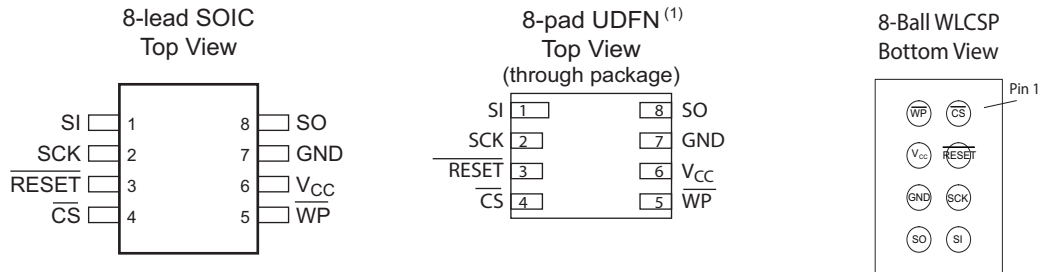 8-lead SOIC
Top View
SI 1 8 SO
SCK 2 7 GND
RESET 3 6 VCC
CS 4 5 WP
8-pad UDFN (1)
Top View
(through package)
SI 1 8 SO
SCK 2 7 GND
RESET 3 6 VCC
CS 4 5 WP
8-Ball WLCSP
Bottom View
Pin 1
WP CS
VCC RESET
GND SCK
SO SI